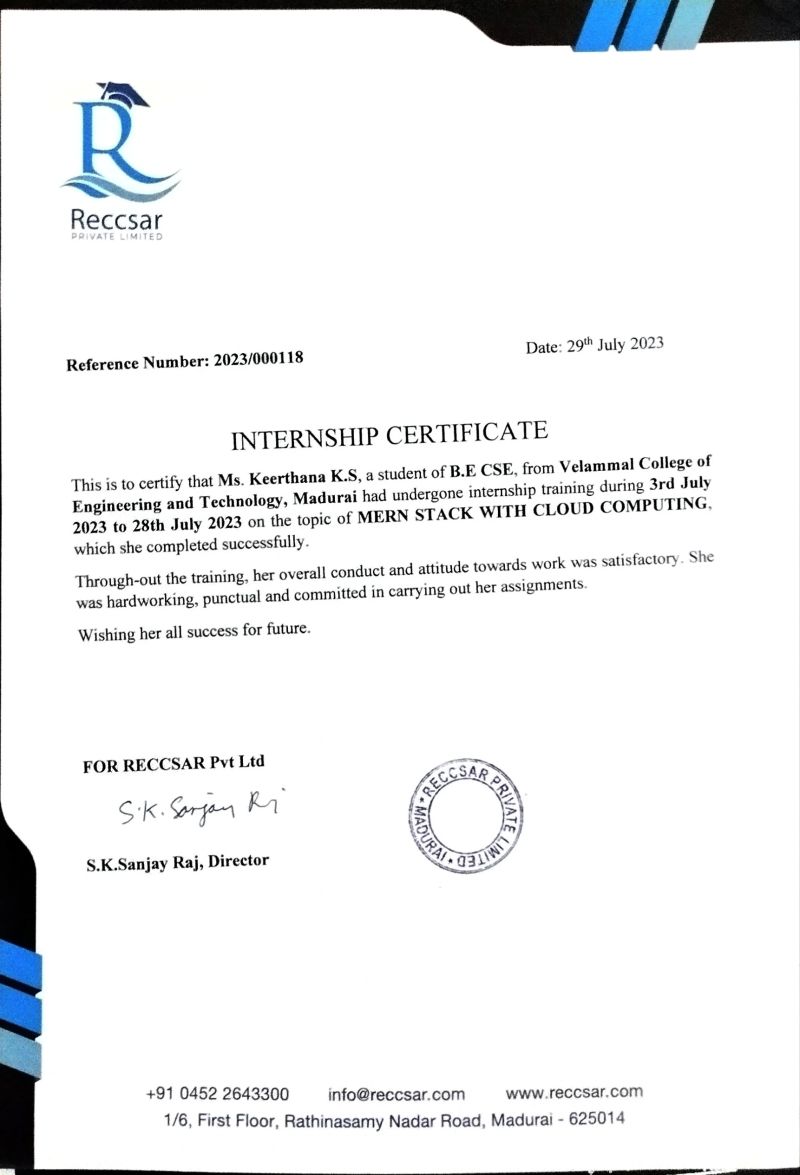 R
Reccsar
PRIVATE LIMITED
Reference Number: 2023/000118
Date: 29th July 2023
INTERNSHIP CERTIFICATE
This is to certify that Ms. Keerthana K.S, a student of B.E CSE, from Velammal College of
Engineering and Technology, Madurai had undergone internship training during 3rd July
2023 to 28th July 2023 on the topic of MERN STACK WITH CLOUD COMPUTING,
which she completed successfully.
Through-out the training, her overall conduct and attitude towards work was satisfactory. She
was hardworking, punctual and committed in carrying out her assignments.
Wishing her all success for future.
FOR RECCSAR Pvt Ltd
S.K. Sanjay Rj
S.K.Sanjay Raj, Director
RECCSAR PRIVATE LIMITED * MADURAI *
+91 0452 2643300 info@reccsar.com www.reccsar.com
1/6, First Floor, Rathinasamy Nadar Road, Madurai - 625014